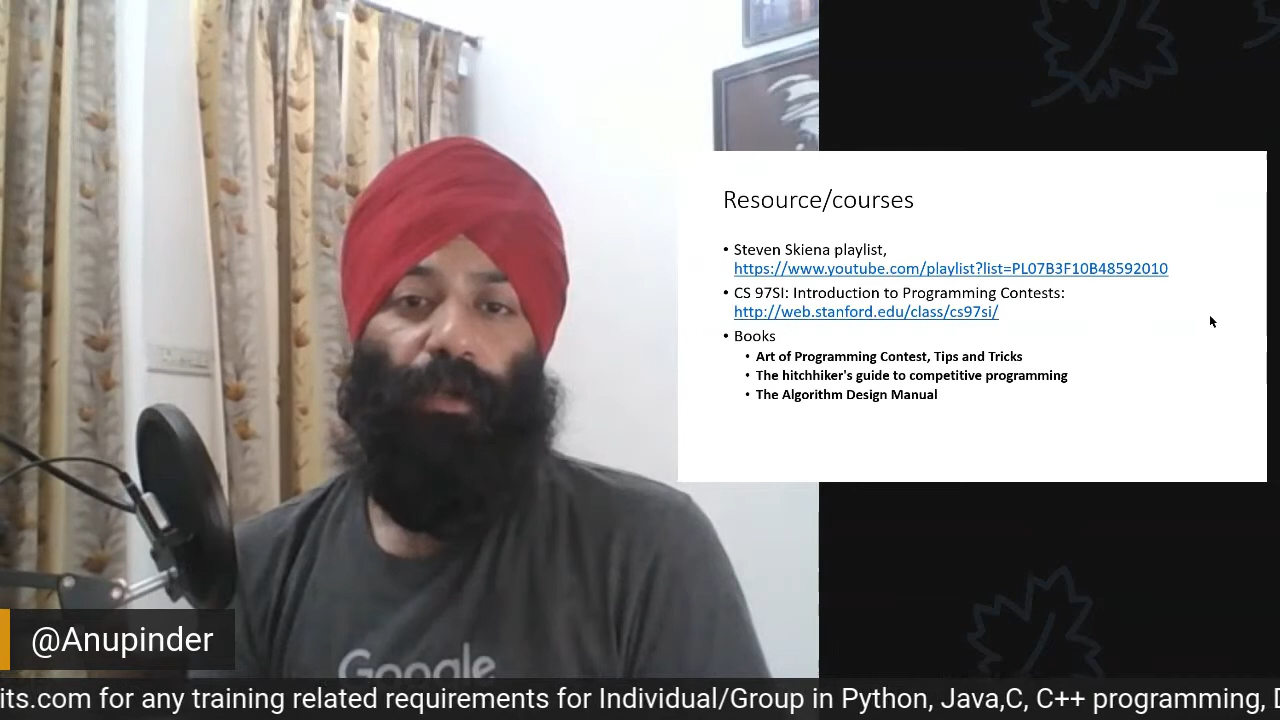 Resource/courses
• Steven Skiena playlist,
https://www.youtube.com/playlist?list=PL07B3F10B48592010
• CS 97SI: Introduction to Programming Contests:
http://web.stanford.edu/class/cs97si/
• Books
• Art of Programming Contest, Tips and Tricks
• The hitchhiker's guide to competitive programming
• The Algorithm Design Manual
Google
@Anupinder
its.com for any training related requirements for Individual/Group in Python, Java,C, C++ programming,